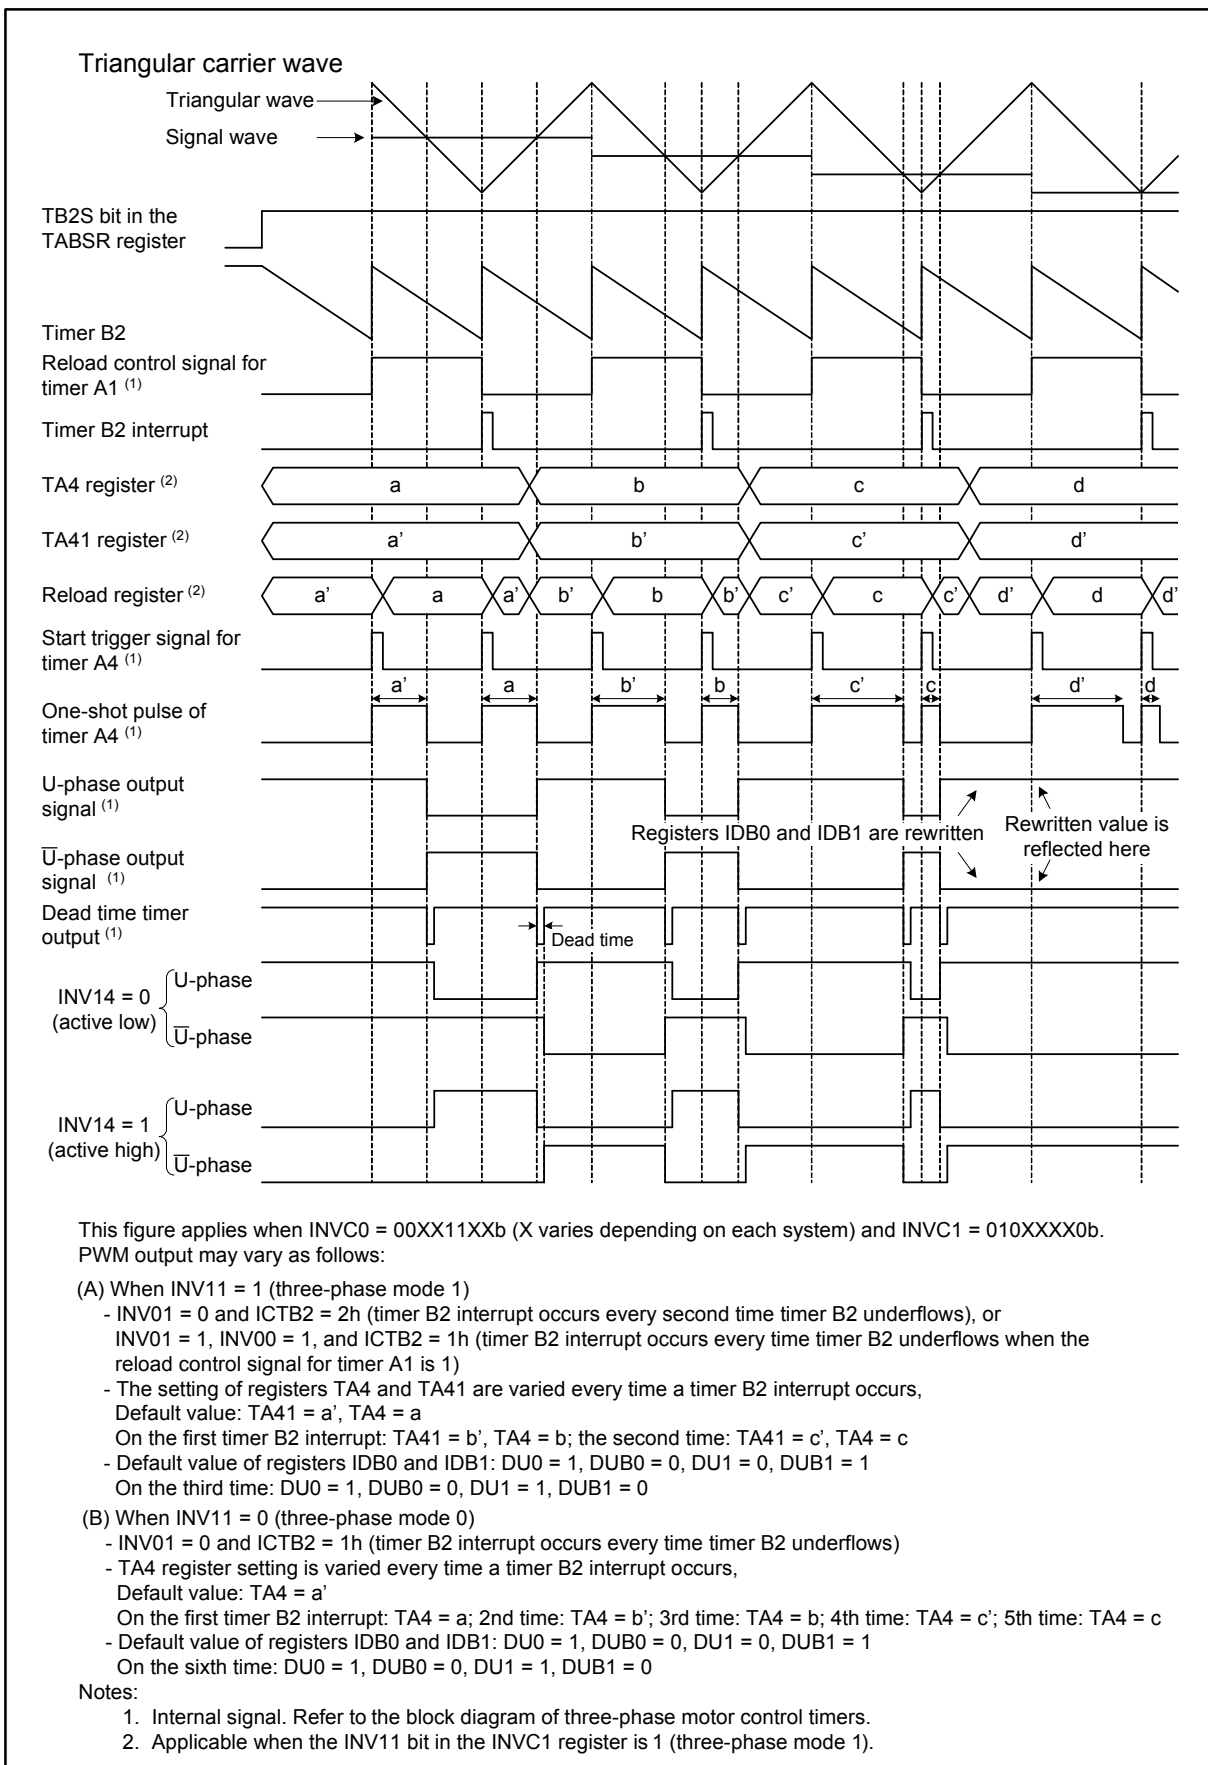 Triangular carrier wave
Triangular wave
Signal wave
TB2S bit in the
TABSR register
Timer B2
Reload control signal for
timer A1 (1)
Timer B2 interrupt
TA4 register (2)
a b c d
TA41 register (2)
a’ b’ c’ d’
Reload register (2)
a’ a a’ b’ b b’ c’ c c’ d’ d d’
Start trigger signal for
timer A4 (1)
a’ a b’ b c’ c d’ d
One-shot pulse of
timer A4 (1)
U-phase output
signal (1)
Registers IDB0 and IDB1 are rewritten
Rewritten value is
reflected here
U̅-phase output
signal (1)
Dead time timer
output (1)
Dead time
INV14 = 0
(active low)
U-phase
U̅-phase
INV14 = 1
(active high)
U-phase
U̅-phase
This figure applies when INVC0 = 00XX11XXb (X varies depending on each system) and INVC1 = 010XXXX0b.
PWM output may vary as follows:
(A) When INV11 = 1 (three-phase mode 1)
- INV01 = 0 and ICTB2 = 2h (timer B2 interrupt occurs every second time timer B2 underflows), or
INV01 = 1, INV00 = 1, and ICTB2 = 1h (timer B2 interrupt occurs every time timer B2 underflows when the
reload control signal for timer A1 is 1)
- The setting of registers TA4 and TA41 are varied every time a timer B2 interrupt occurs,
Default value: TA41 = a’, TA4 = a
On the first timer B2 interrupt: TA41 = b’, TA4 = b; the second time: TA41 = c’, TA4 = c
- Default value of registers IDB0 and IDB1: DU0 = 1, DUB0 = 0, DU1 = 0, DUB1 = 1
On the third time: DU0 = 1, DUB0 = 0, DU1 = 1, DUB1 = 0
(B) When INV11 = 0 (three-phase mode 0)
- INV01 = 0 and ICTB2 = 1h (timer B2 interrupt occurs every time timer B2 underflows)
- TA4 register setting is varied every time a timer B2 interrupt occurs,
Default value: TA4 = a’
On the first timer B2 interrupt: TA4 = a; 2nd time: TA4 = b’; 3rd time: TA4 = b; 4th time: TA4 = c’; 5th time: TA4 = c
- Default value of registers IDB0 and IDB1: DU0 = 1, DUB0 = 0, DU1 = 0, DUB1 = 1
On the sixth time: DU0 = 1, DUB0 = 0, DU1 = 1, DUB1 = 0
Notes:
1. Internal signal. Refer to the block diagram of three-phase motor control timers.
2. Applicable when the INV11 bit in the INVC1 register is 1 (three-phase mode 1).